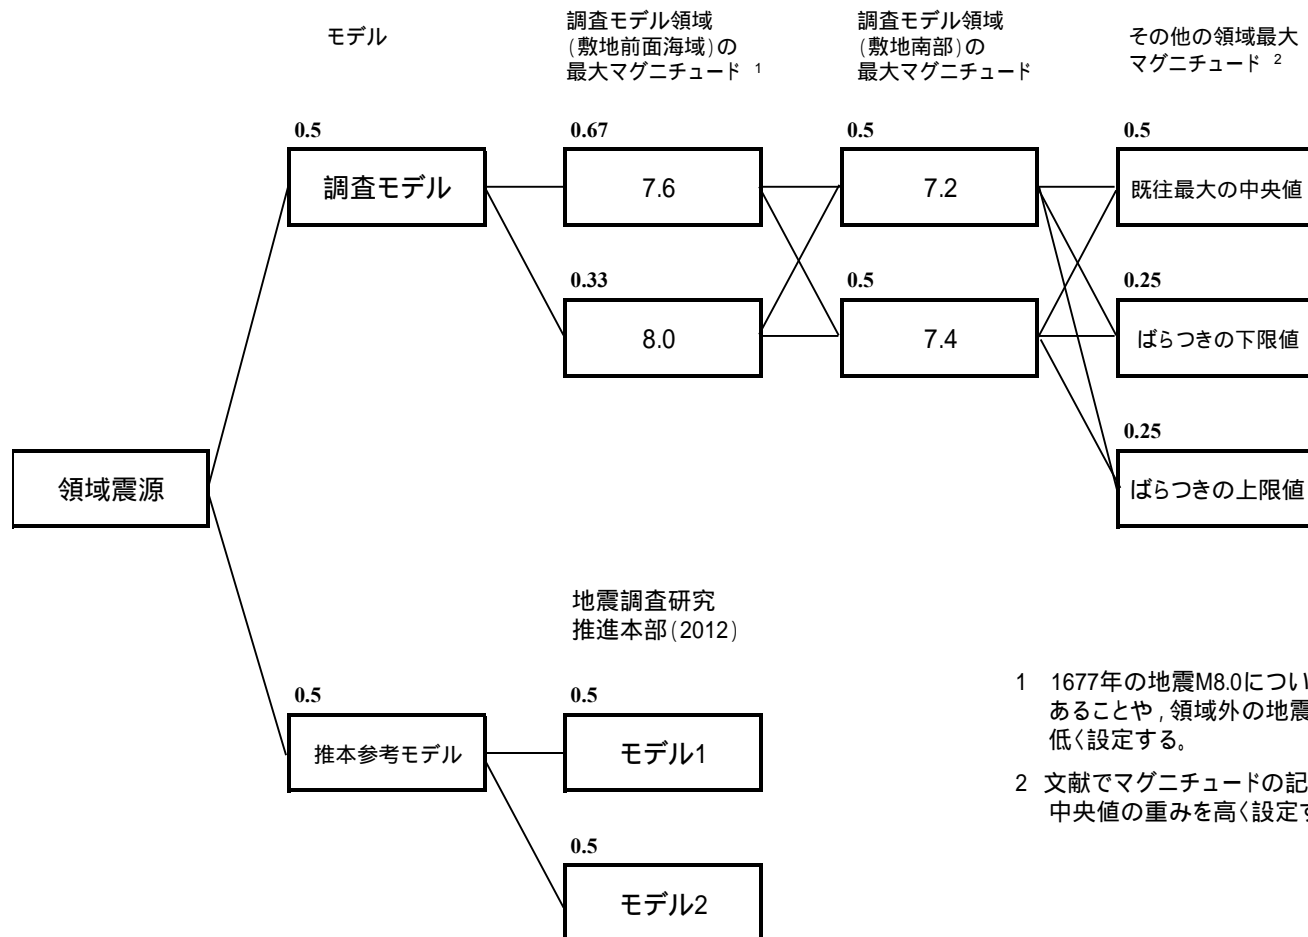 モデル
調査モデル領域
(敷地前面海域)の
最大マグニチュード 1
調査モデル領域
(敷地南部)の
最大マグニチュード
その他の領域最大
マグニチュード 2
0.5
調査モデル
0.67
7.6
0.5
7.2
0.5
既往最大の中央値
0.33
8.0
0.5
7.4
0.25
ばらつきの下限値
0.25
ばらつきの上限値
領域震源
地震調査研究
推進本部(2012)
0.5
推本参考モデル
0.5
モデル1
0.5
モデル2
1 1677年の地震M8.0につい
あることや,領域外の地震
低く設定する。
2 文献でマグニチュードの記
中央値の重みを高く設定す